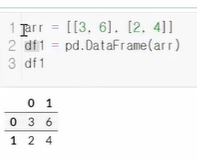 1 arr = [[3, 6], [2, 4]]
2 df1 = pd.DataFrame(arr)
3 df1
0 1
0 3 6
1 2 4